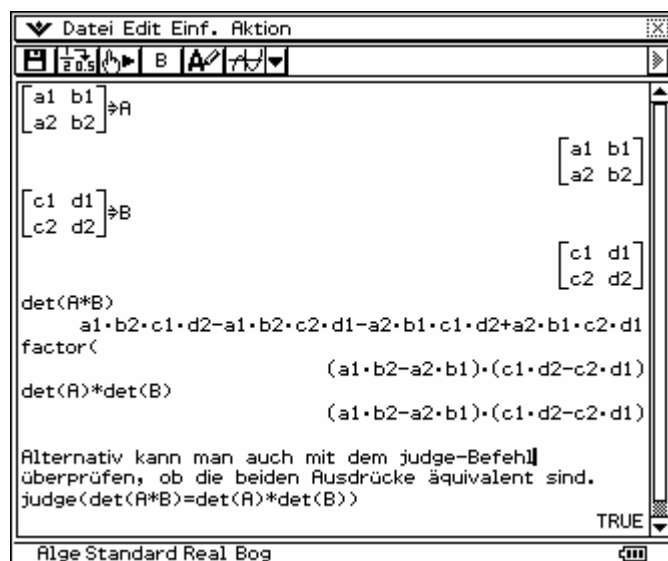 Datei Edit Einf. Aktion
B
[a1 b1
a2 b2]⇒A
[a1 b1
a2 b2]
[c1 d1
c2 d2]⇒B
[c1 d1
c2 d2]
det(A*B)
a1·b2·c1·d2-a1·b2·c2·d1-a2·b1·c1·d2+a2·b1·c2·d1
factor(
(a1·b2-a2·b1)·(c1·d2-c2·d1)
det(A)*det(B)
(a1·b2-a2·b1)·(c1·d2-c2·d1)
Alternativ kann man auch mit dem judge-Befehl
überprüfen, ob die beiden Ausdrücke äquivalent sind.
judge(det(A*B)=det(A)*det(B))
TRUE
Alge Standard Real Bog